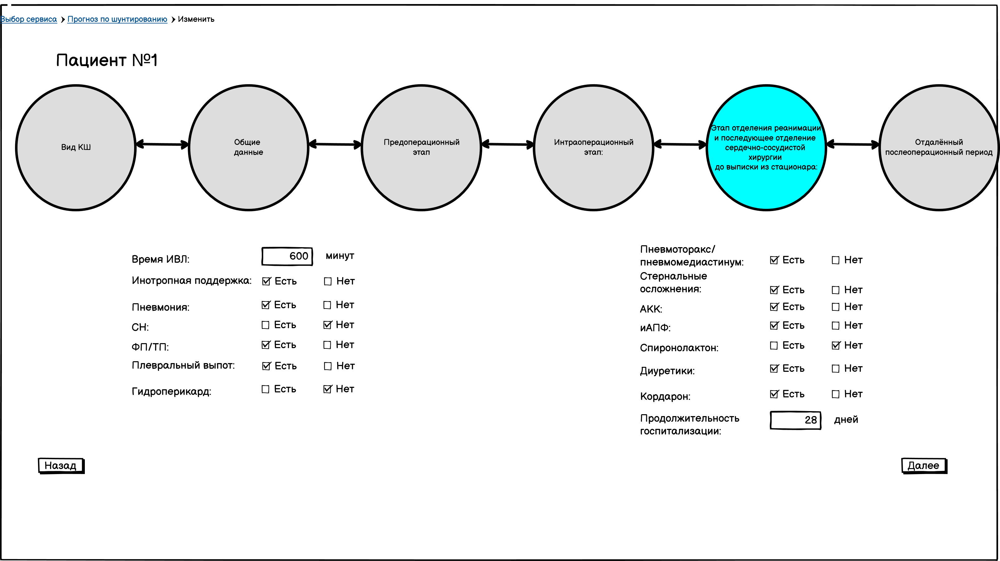 Выбор сервиса ❯ Прогноз по шунтированию ❯ Изменить
Пациент №1
Вид КШ
Общие
данные
Предоперационный
этап
Интраоперационный
этап:
Этап отделения реанимации
и последующее отделение
сердечно-сосудистой
хирургии
до выписки из стационара:
Отдалённый
послеоперационный период
Время ИВЛ: 600 минут
Инотропная поддержка: Есть Нет
Пневмония: Есть Нет
СН: Есть Нет
ФП/ТП: Есть Нет
Плевральный выпот: Есть Нет
Гидроперикард: Есть Нет
Пневмоторакс/
пневмомедиастинум: Есть Нет
Стернальные
осложнения: Есть Нет
АКК: Есть Нет
иАПФ: Есть Нет
Спиронолактон: Есть Нет
Диуретики: Есть Нет
Кордарон: Есть Нет
Продолжительность 28 дней
госпитализации:
Назад
Далее